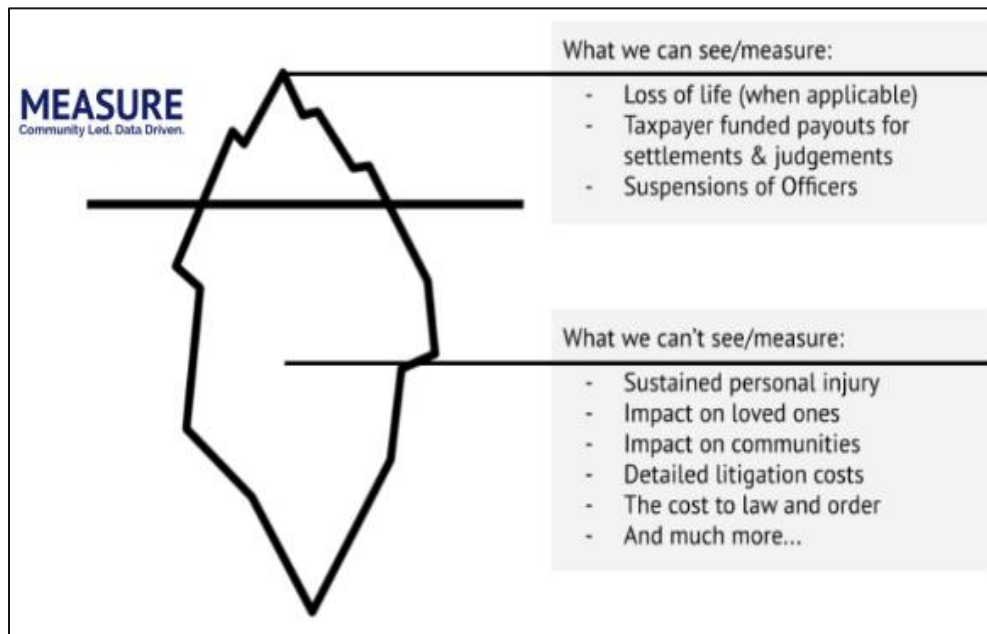 MEASURE
Community Led. Data Driven.
What we can see/measure:
- Loss of life (when applicable)
- Taxpayer funded payouts for
settlements & judgements
- Suspensions of Officers
What we can't see/measure:
- Sustained personal injury
- Impact on loved ones
- Impact on communities
- Detailed litigation costs
- The cost to law and order
- And much more...